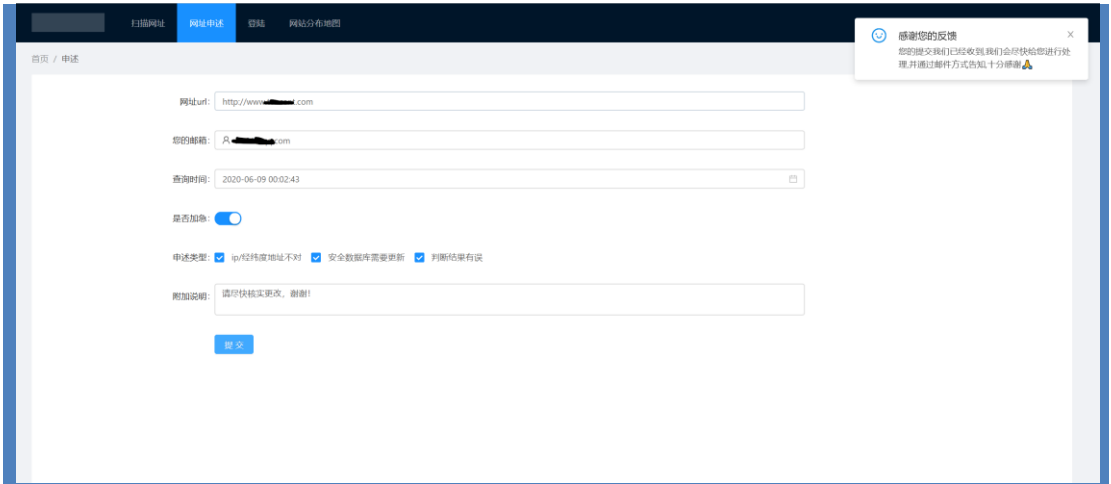 扫描网址 网址申述 登陆 网站分布地图
感谢您的反馈
您的提交我们已经收到,我们会尽快给您进行处
理,并通过邮件方式告知,十分感谢🙏
首页 / 申述
网址url: http://www. .com
您的邮箱: com
查询时间: 2020-06-09 00:02:43
是否加急:
申述类型: ip/经纬度地址不对 安全数据库需要更新 判断结果有误
附加说明: 请尽快核实更改，谢谢！
提 交